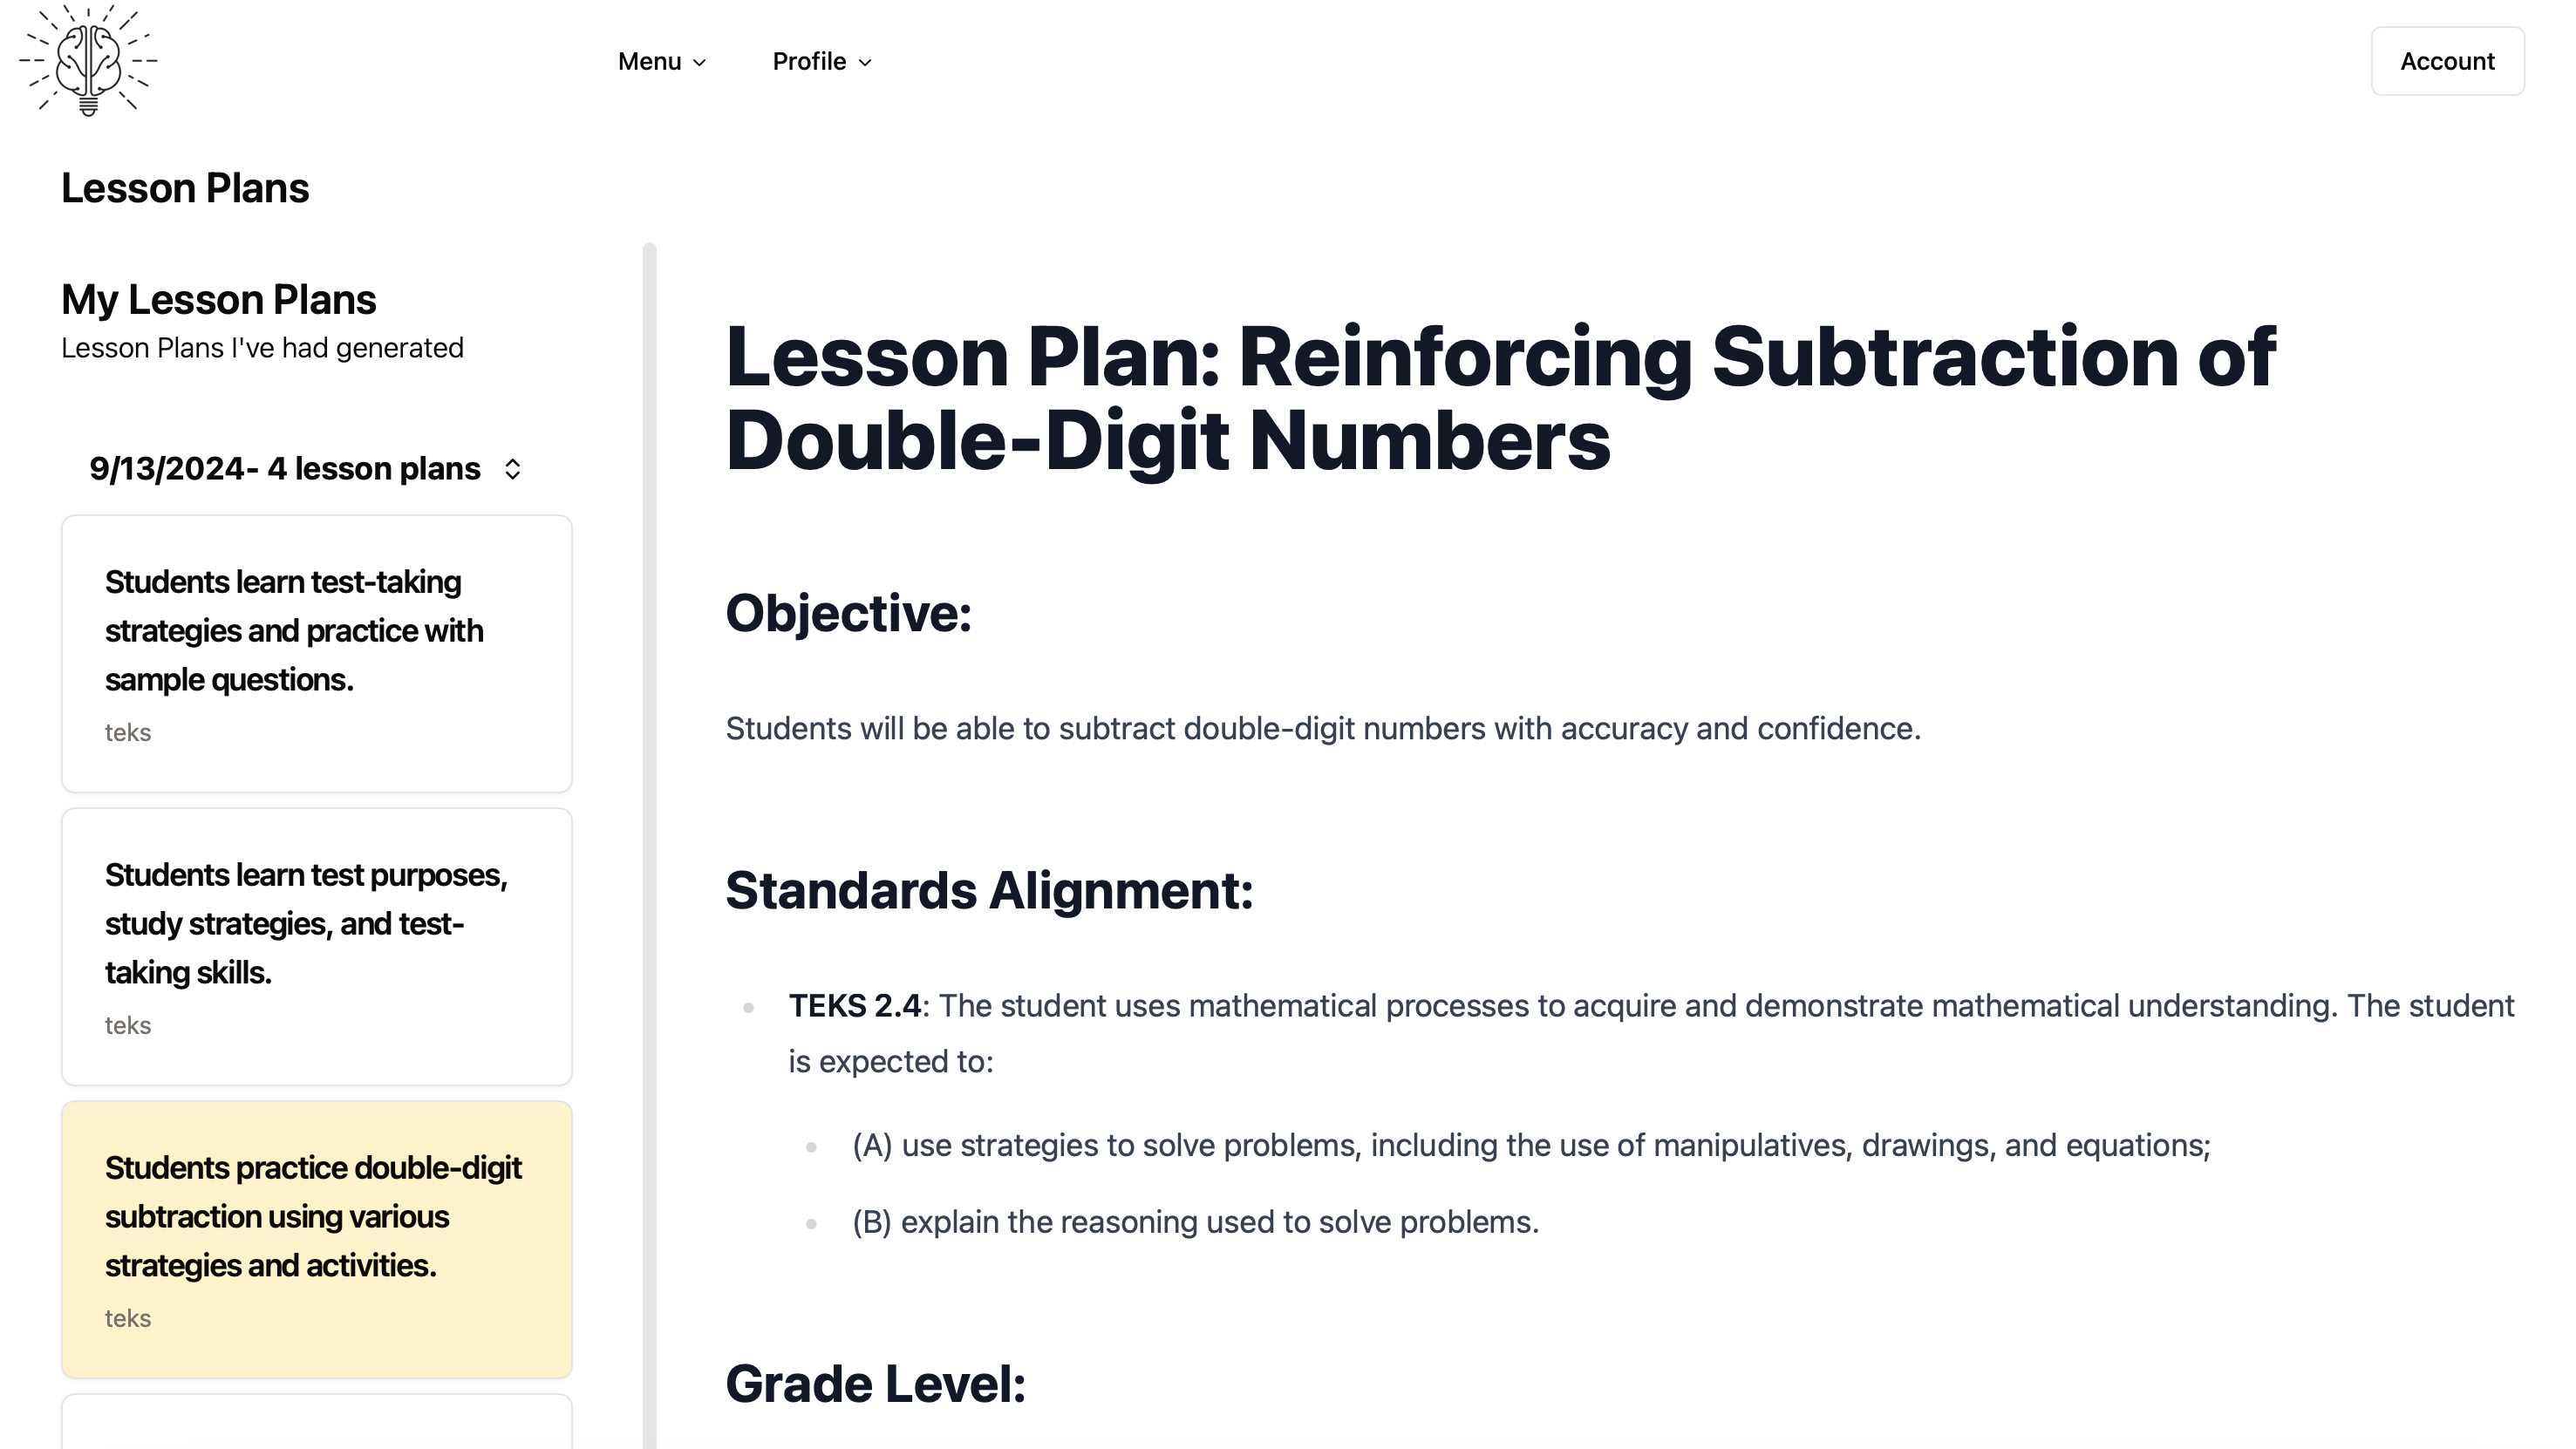 Menu
Profile
Account
Lesson Plans
My Lesson Plans
Lesson Plans I've had generated
9/13/2024- 4 lesson plans
Students learn test-taking
strategies and practice with
sample questions.
teks
Students learn test purposes,
study strategies, and test-
taking skills.
teks
Students practice double-digit
subtraction using various
strategies and activities.
teks
Lesson Plan: Reinforcing Subtraction of
Double-Digit Numbers
Objective:
Students will be able to subtract double-digit numbers with accuracy and confidence.
Standards Alignment:
TEKS 2.4: The student uses mathematical processes to acquire and demonstrate mathematical understanding. The student
is expected to:
(A) use strategies to solve problems, including the use of manipulatives, drawings, and equations;
(B) explain the reasoning used to solve problems.
Grade Level: